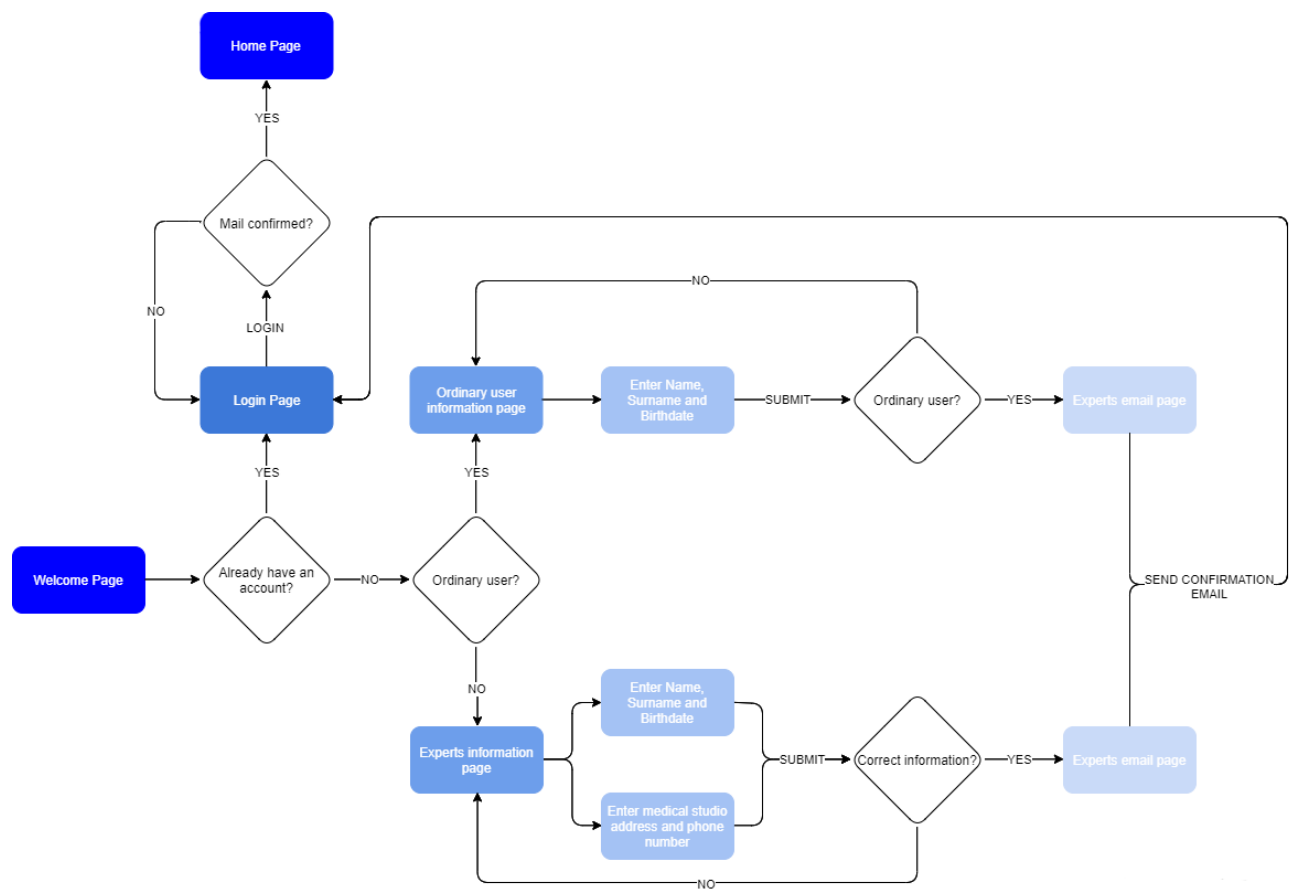 Home Page
YES
Mail confirmed?
NO
NO
LOGIN
Login Page
Ordinary user
information page
Enter Name,
Surname and
Birthdate
SUBMIT
Ordinary user?
YES
Experts email page
YES
YES
Welcome Page
Already have an
account?
NO
Ordinary user?
SEND CONFIRMATION
EMAIL
NO
Enter Name,
Surname and
Birthdate
Experts information
page
SUBMIT
Correct information?
YES
Experts email page
Enter medical studio
address and phone
number
NO